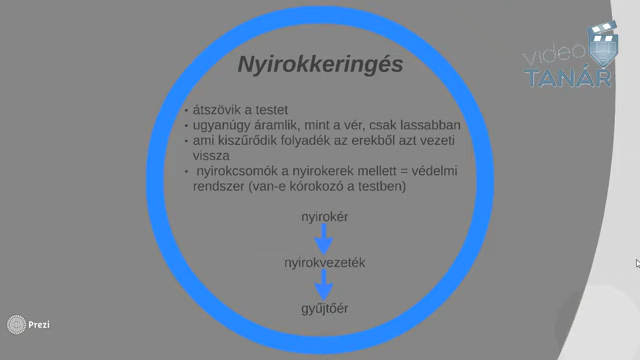 Nyirokkeringés
video
TANÁR
• átszövik a testet
• ugyanúgy áramlik, mint a vér, csak lassabban
• ami kiszűrődik folyadék az erekből azt vezeti
vissza
• nyirokcsomók a nyirokerek mellett = védelmi
rendszer (van-e kórokozó a testben)
nyirokér
nyirokvezeték
gyűjtőér
Prezi